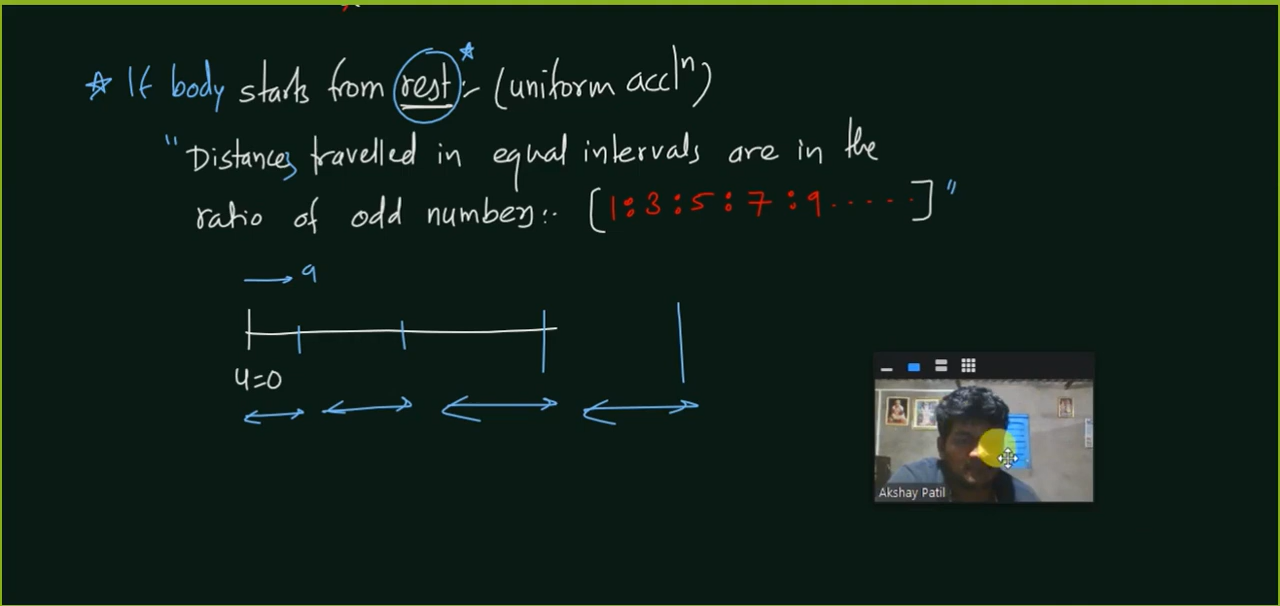 ☆ If body starts from rest☆:- (uniform accl^n)
"Distances travelled in equal intervals are in the
ratio of odd numbers:- [1:3:5:7:9.....]"
→ a
u=0
Akshay Patil